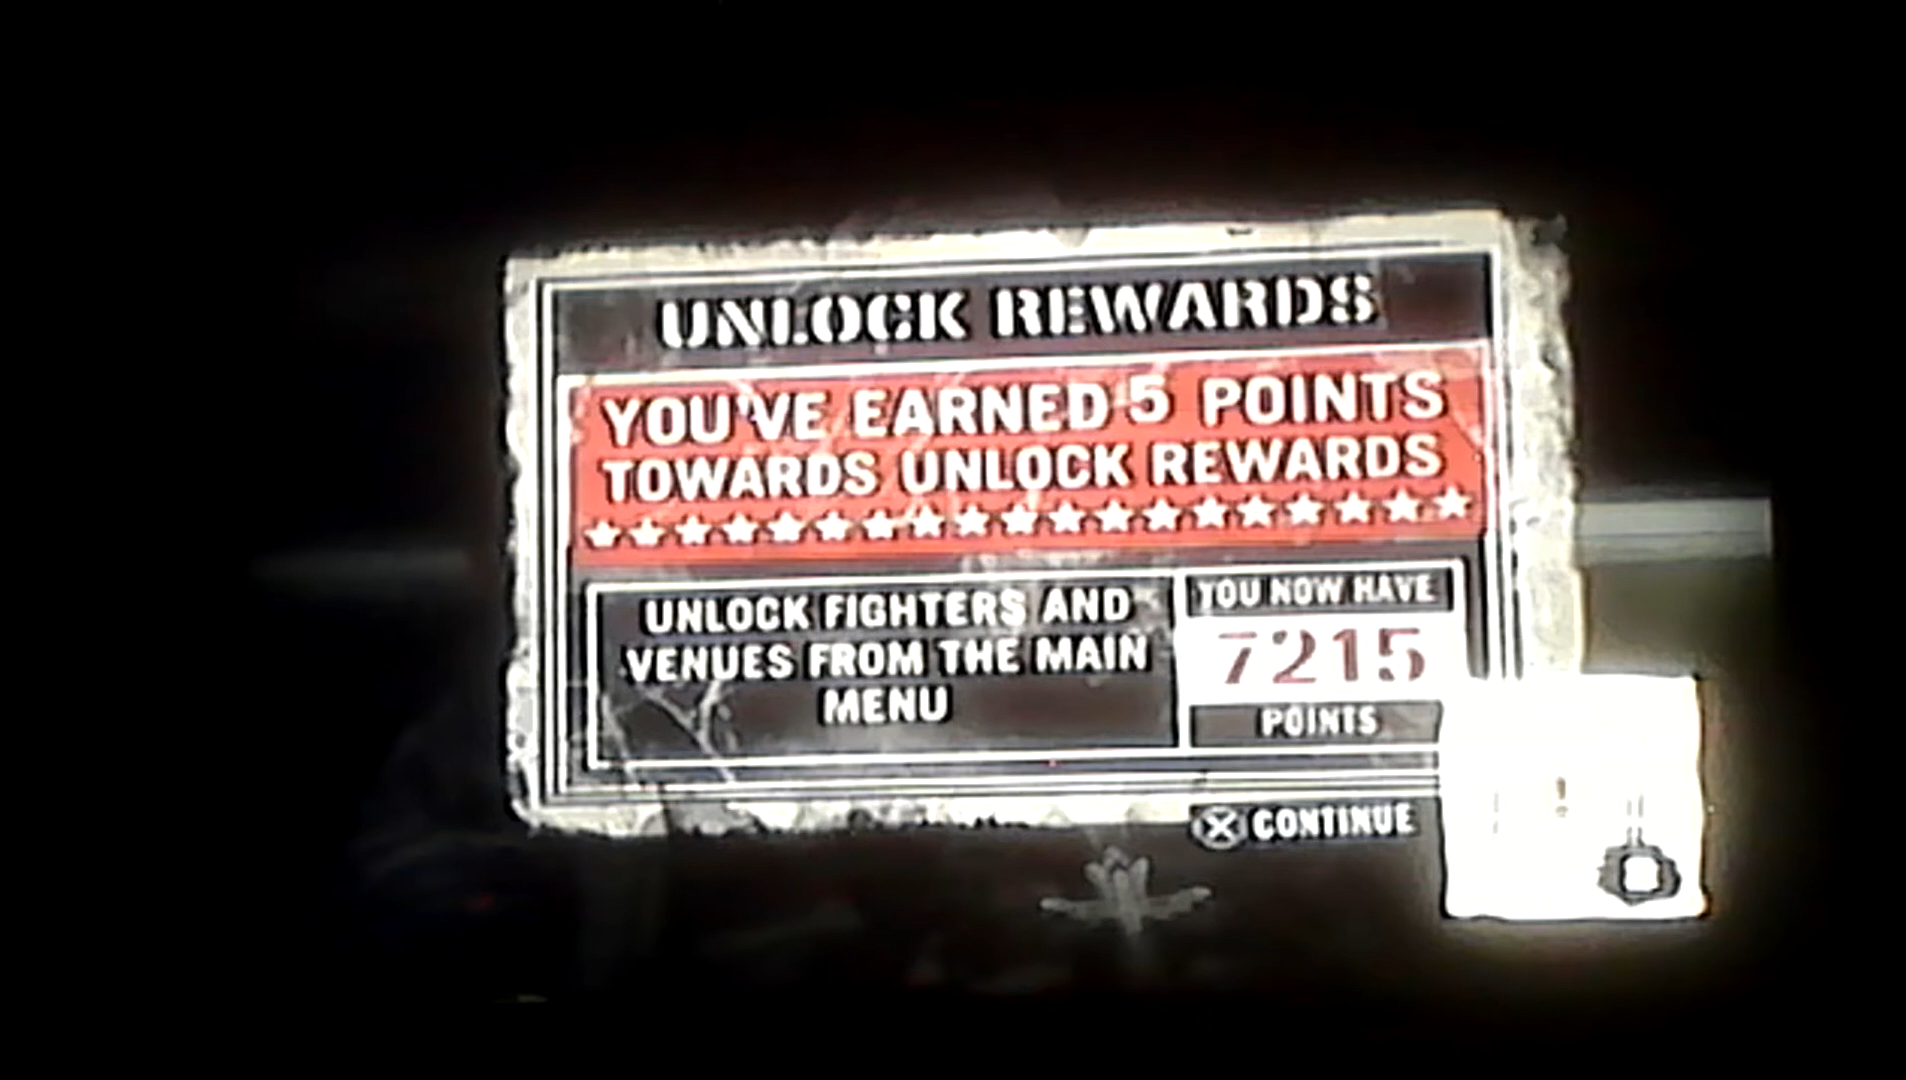 UNLOCK REWARDS
YOU'VE EARNED 5 POINTS
TOWARDS UNLOCK REWARDS
UNLOCK FIGHTERS AND
VENUES FROM THE MAIN
MENU
YOU NOW HAVE
7215
POINTS
CONTINUE